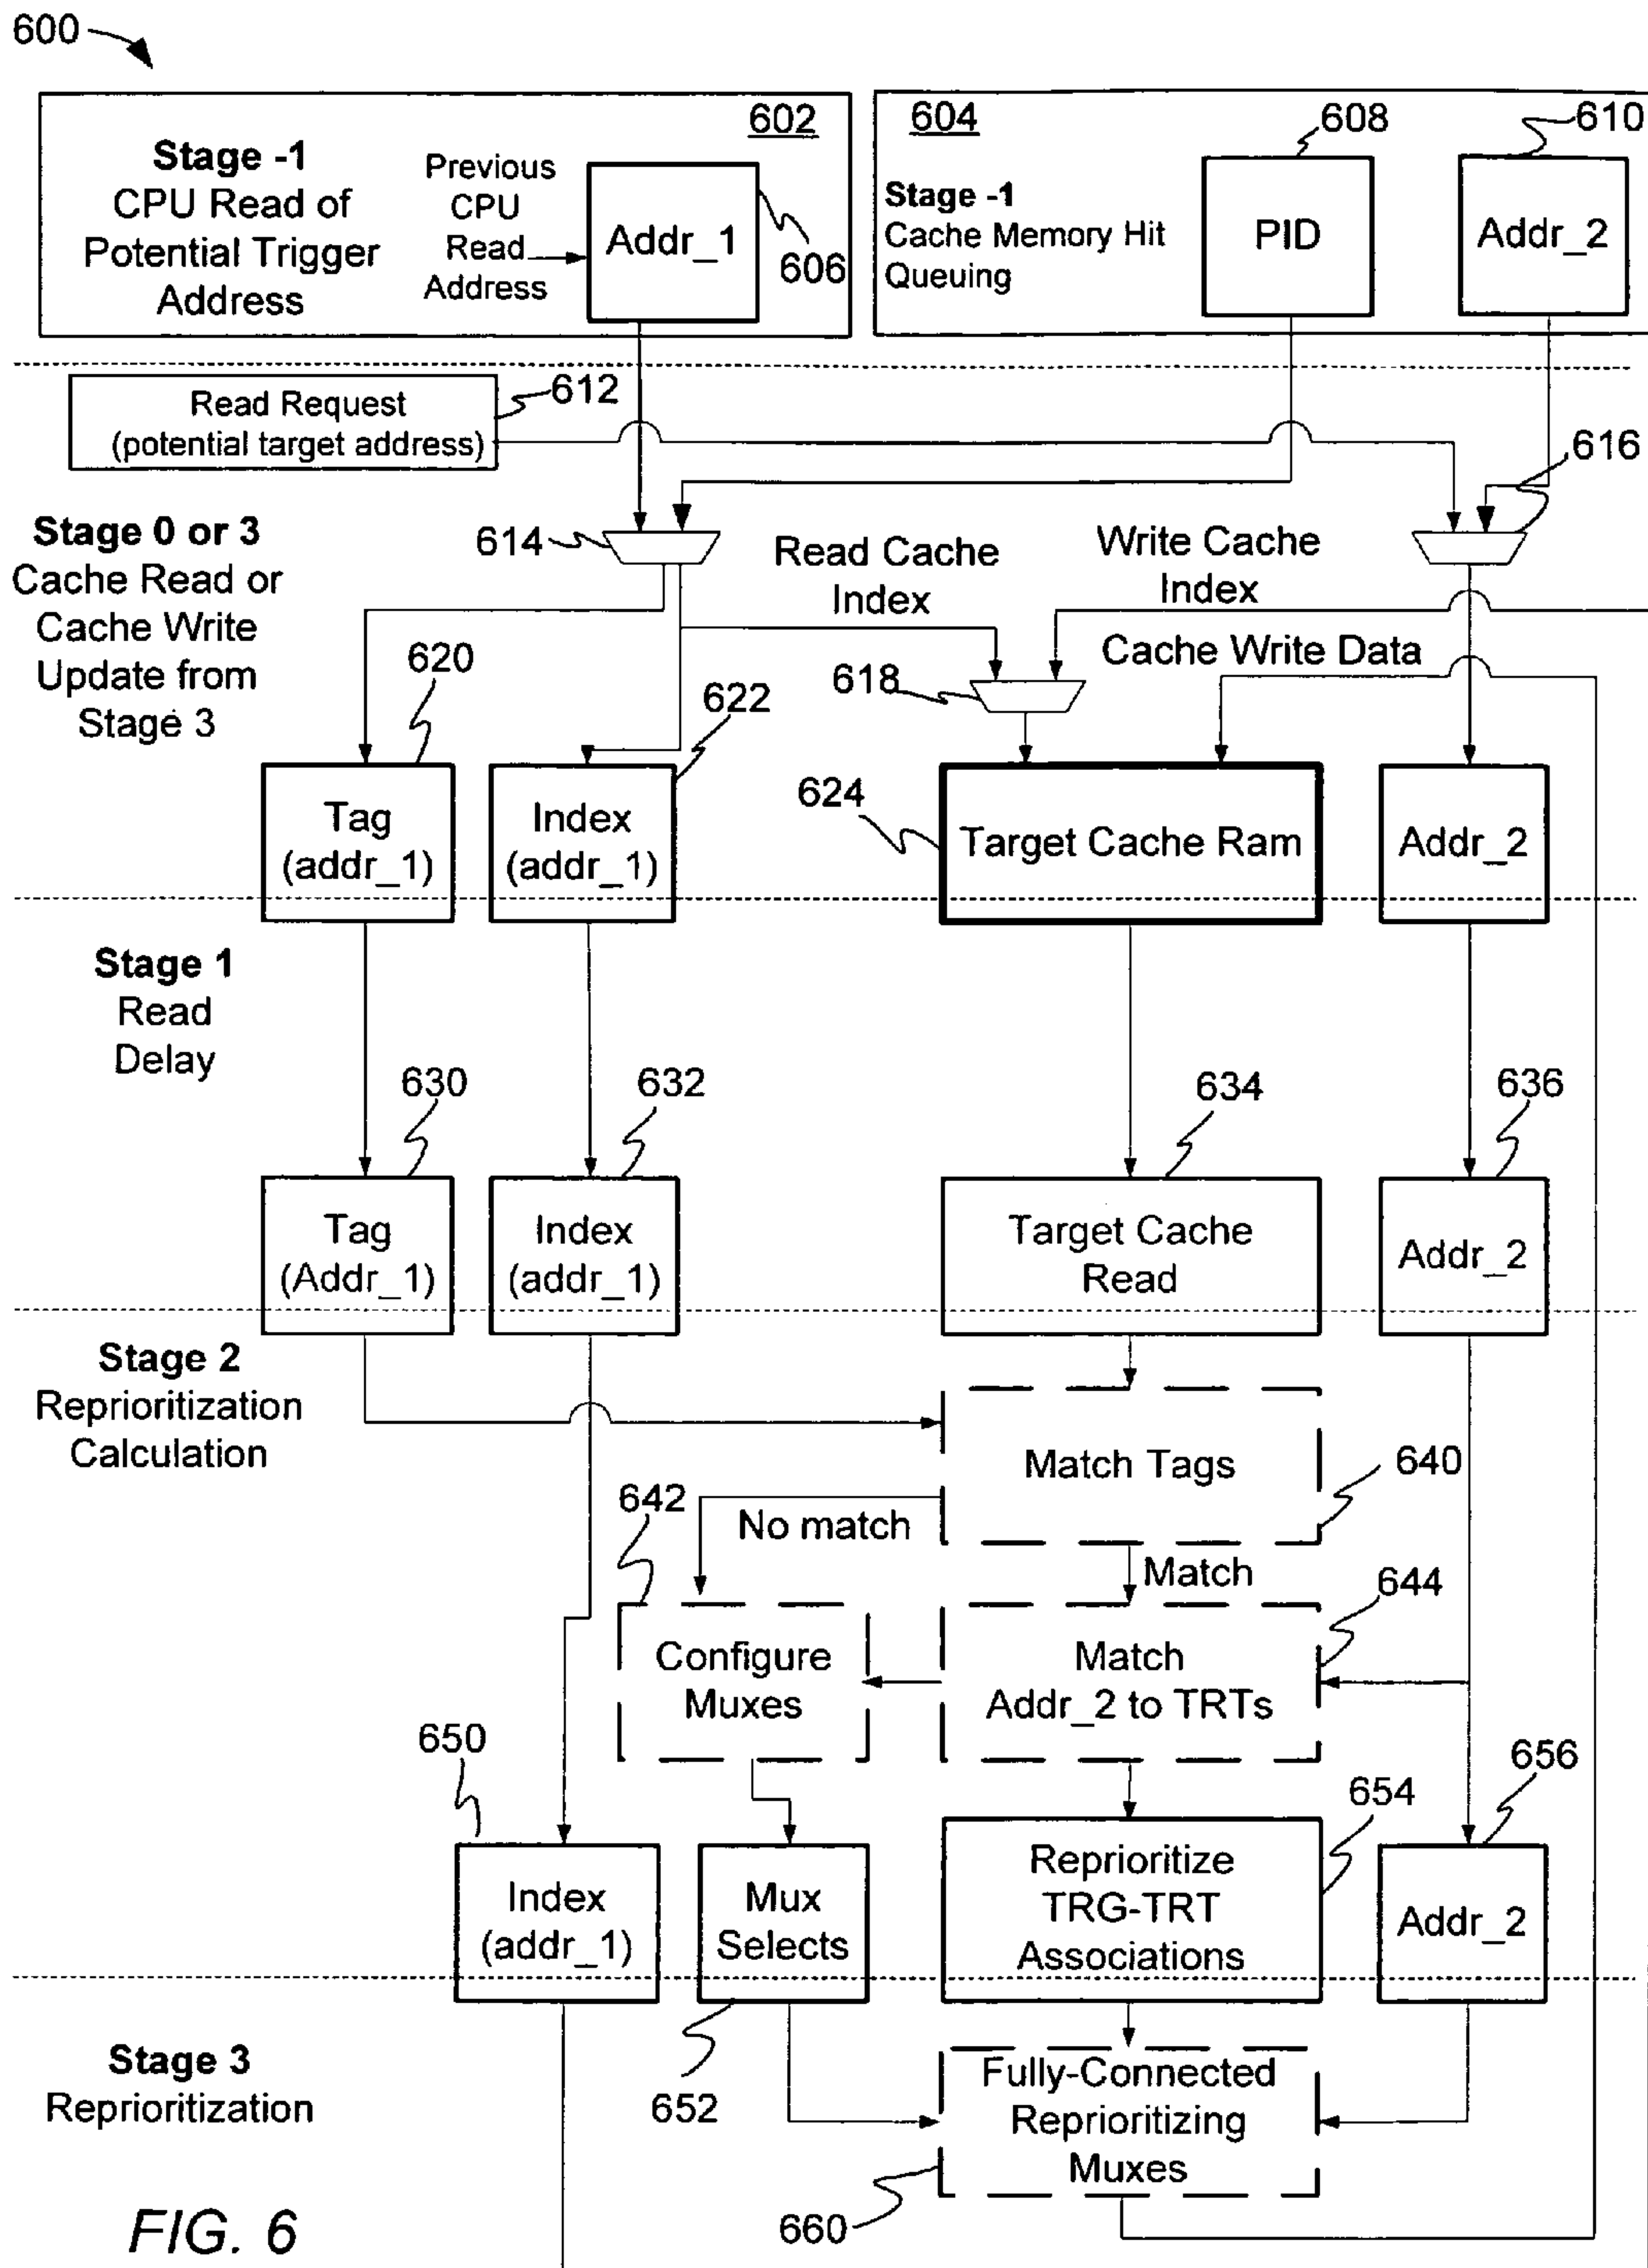 600
602
Stage -1
CPU Read of
Potential Trigger
Address
Previous
CPU
Read
Address
Addr_1
606
604
Stage -1
Cache Memory Hit
Queuing
608
PID
610
Addr_2
Read Request
(potential target address)
612
616
Stage 0 or 3
Cache Read or
Cache Write
Update from
Stage 3
614
Read Cache
Index
Write Cache
Index
Cache Write Data
618
620
622
624
Tag
(addr_1)
Index
(addr_1)
Target Cache Ram
Addr_2
Stage 1
Read
Delay
630
632
634
636
Tag
(Addr_1)
Index
(addr_1)
Target Cache
Read
Addr_2
Stage 2
Reprioritization
Calculation
Match Tags
640
642
No match
Match
644
Configure
Muxes
Match
Addr_2 to TRTs
650
654
656
Index
(addr_1)
Mux
Selects
Reprioritize
TRG-TRT
Associations
Addr_2
Stage 3
Reprioritization
652
Fully-Connected
Reprioritizing
Muxes
660
FIG. 6